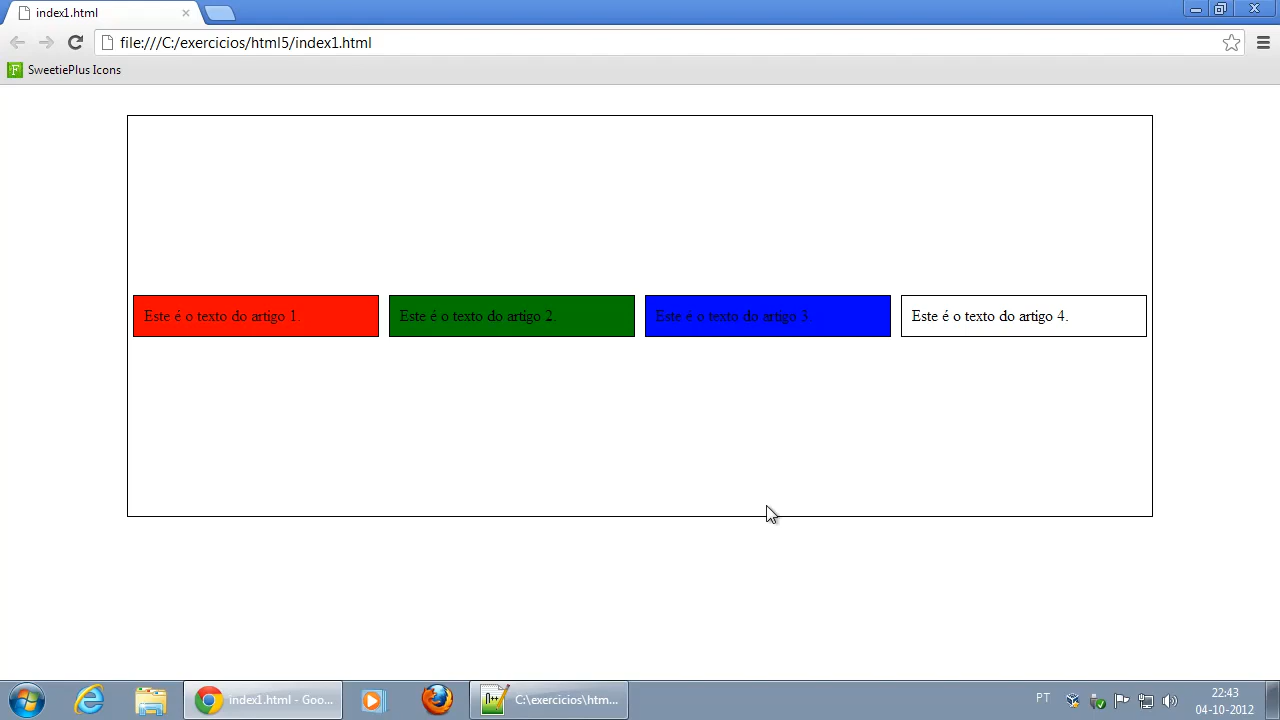 index1.html
file:///C:/exercicios/html5/index1.html
SweetiePlus Icons
Este é o texto do artigo 1.
Este é o texto do artigo 2.
Este é o texto do artigo 3.
Este é o texto do artigo 4.
index1.html - Goo...
C:\exercicios\htm...
PT
22:43
04-10-2012